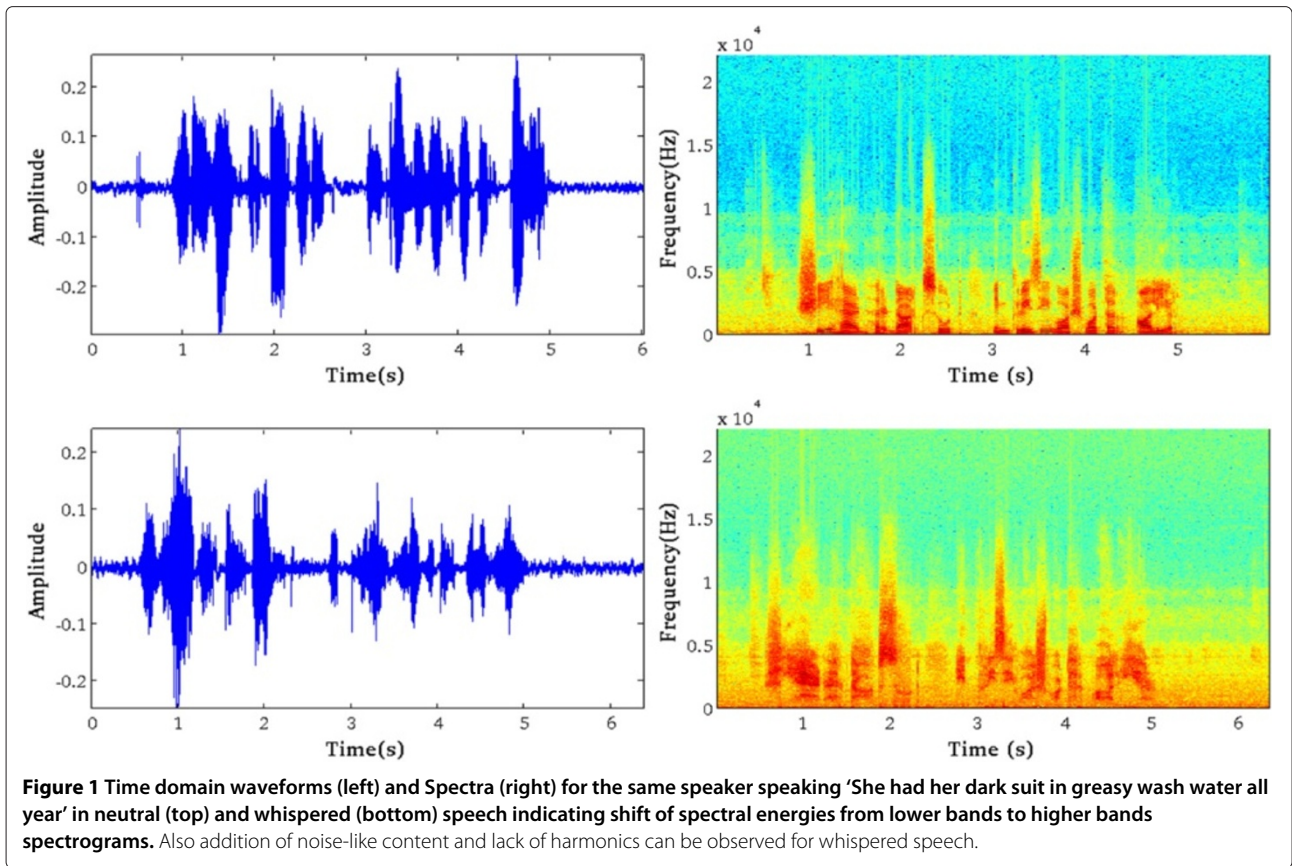 x 10⁴
0.2
0.1
0
-0.1
-0.2
Amplitude
0 1 2 3 4 5 6
Time(s)
2
1.5
1
0.5
0
Frequency(Hz)
1 2 3 4 5
Time (s)
x 10⁴
0.2
0.1
0
-0.1
-0.2
Amplitude
0 1 2 3 4 5 6
Time(s)
2
1.5
1
0.5
0
Frequency(Hz)
1 2 3 4 5 6
Time (s)
Figure 1 Time domain waveforms (left) and Spectra (right) for the same speaker speaking ‘She had her dark suit in greasy wash water all
year’ in neutral (top) and whispered (bottom) speech indicating shift of spectral energies from lower bands to higher bands
spectrograms. Also addition of noise-like content and lack of harmonics can be observed for whispered speech.